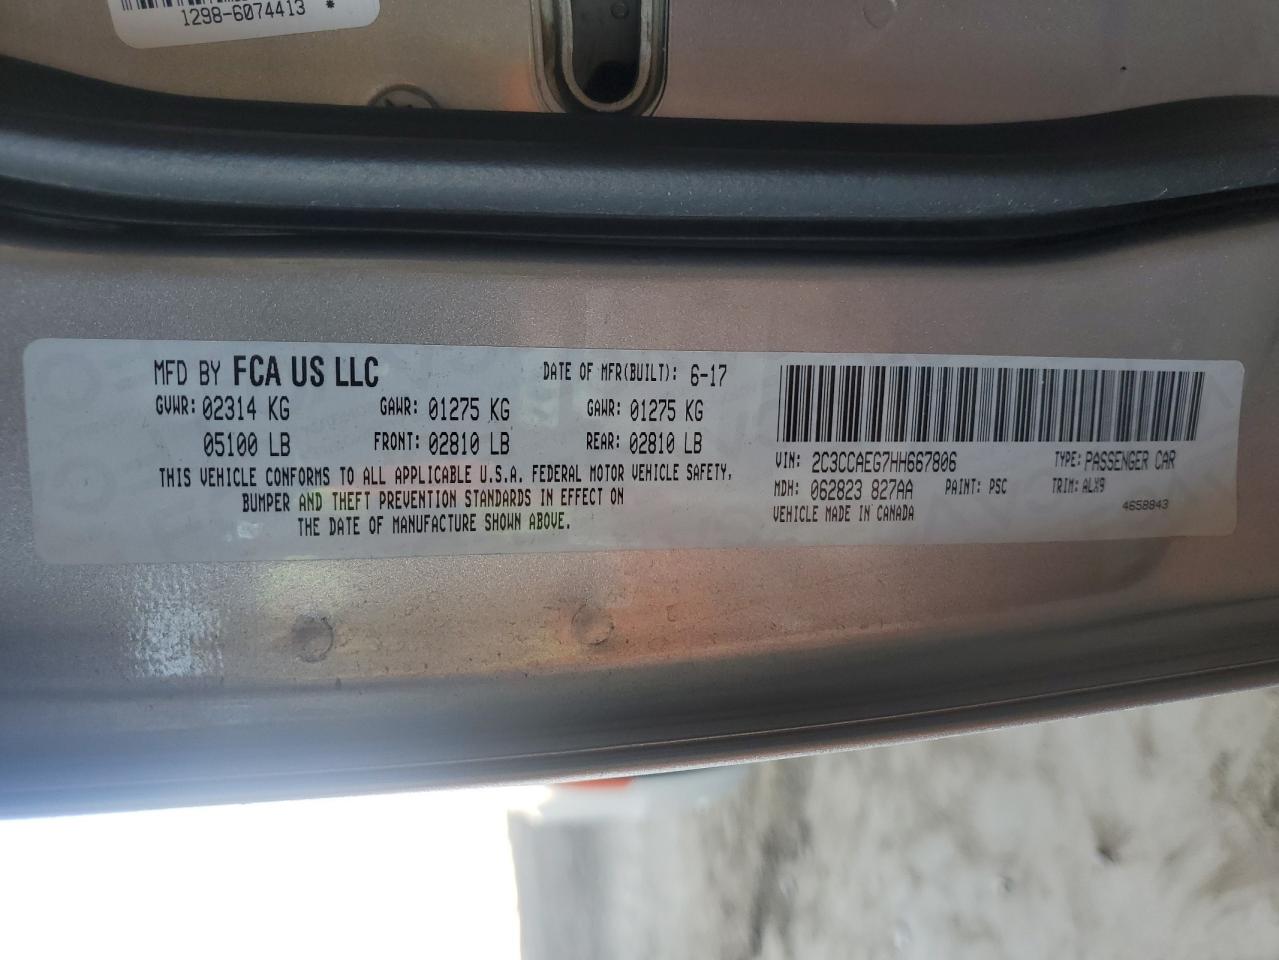 1298-6074413 *
MFD BY FCA US LLC DATE OF MFR(BUILT): 6-17
GVWR: 02314 KG GAWR: 01275 KG GAWR: 01275 KG
05100 LB FRONT: 02810 LB REAR: 02810 LB
THIS VEHICLE CONFORMS TO ALL APPLICABLE U.S.A. FEDERAL MOTOR VEHICLE SAFETY,
BUMPER AND THEFT PREVENTION STANDARDS IN EFFECT ON
THE DATE OF MANUFACTURE SHOWN ABOVE.
VIN: 2C3CCAEG7HH667806 TYPE: PASSENGER CAR
MDH: 062823 827AA PAINT: PSC TRIM: ALX9
VEHICLE MADE IN CANADA 4658843